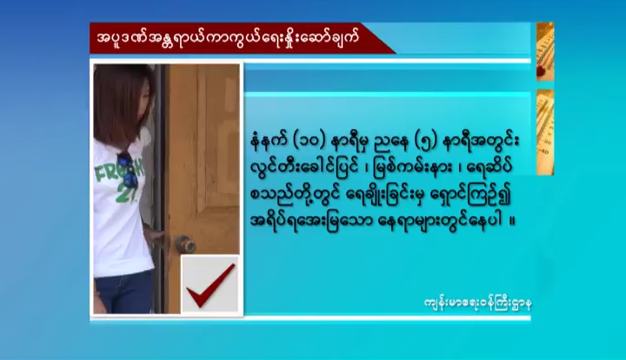 အပူဒဏ်အန္တရာယ်ကာကွယ်ရေးနှိုးဆော်ချက်
နံနက် (၁၀) နာရီမှ ညနေ (၅) နာရီအတွင်း
လွင်တီးခေါင်ပြင် ၊ မြစ်ကမ်းနား ၊ ရေဆိပ်
စသည်တို့တွင် ရေချိုးခြင်းမှ ရှောင်ကြဉ်၍
အရိပ်ရအေးမြသော နေရာများတွင်နေပါ ။
FRESH
21
ကျန်းမာရေးဝန်ကြီးဌာန